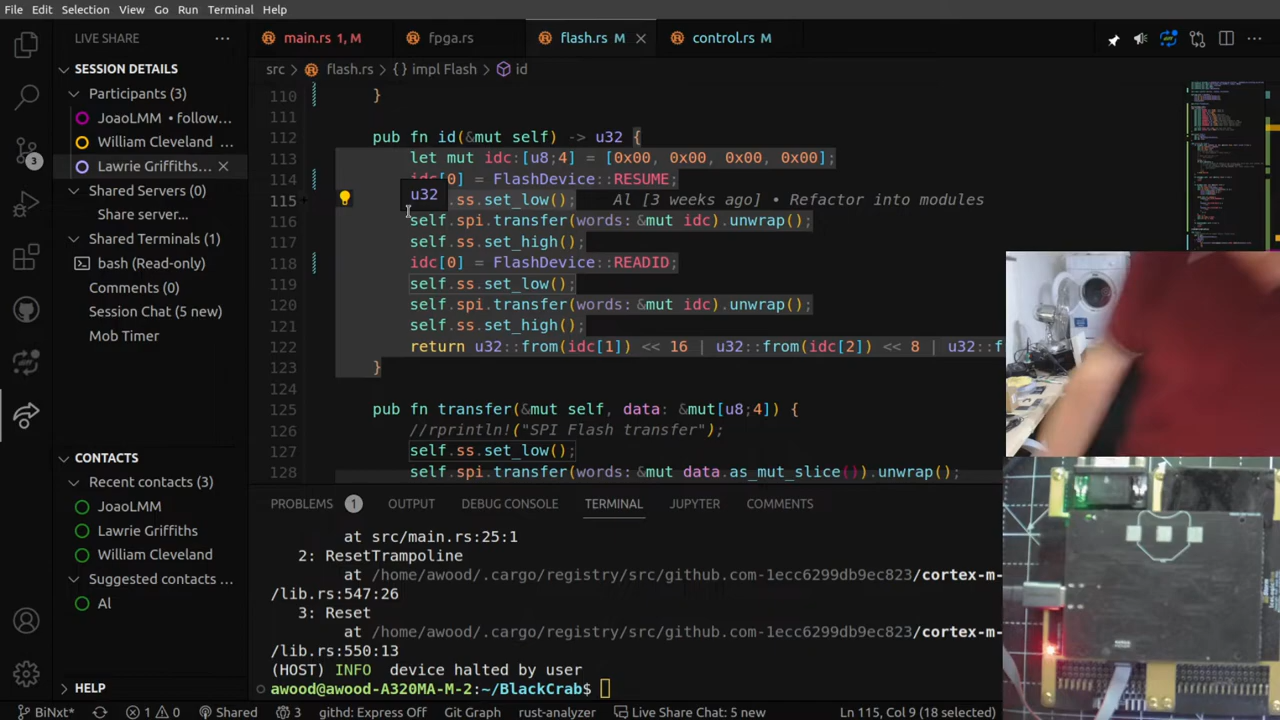 File Edit Selection View Go Run Terminal Help
LIVE SHARE ···
main.rs 1, M
fpga.rs
flash.rs M
control.rs M
SESSION DETAILS
Participants (3)
JoaoLMM • follow...
William Cleveland ...
Lawrie Griffiths...
Shared Servers (0)
Share server...
Shared Terminals (1)
bash (Read-only)
Comments (0)
Session Chat (5 new)
Mob Timer
3
CONTACTS
Recent contacts (3)
JoaoLMM
Lawrie Griffiths
William Cleveland
Suggested contacts ...
Al
HELP
src > flash.rs > {} impl Flash > id
110 }
111
112 pub fn id(&mut self) -> u32 {
113 let mut idc:[u8;4] = [0x00, 0x00, 0x00, 0x00];
114 idc[0] = FlashDevice::RESUME;
u32
115 .ss.set_low(); Al [3 weeks ago] • Refactor into modules
116 self.spi.transfer(words: &mut idc).unwrap();
117 self.ss.set_high();
118 idc[0] = FlashDevice::READID;
119 self.ss.set_low();
120 self.spi.transfer(words: &mut idc).unwrap();
121 self.ss.set_high();
122 return u32::from(idc[1]) << 16 | u32::from(idc[2]) << 8 | u32::f
123 }
124
125 pub fn transfer(&mut self, data: &mut[u8;4]) {
126 //rprintln!("SPI Flash transfer");
127 self.ss.set_low();
128 self.spi.transfer(words: &mut data.as_mut_slice()).unwrap();
PROBLEMS 1 OUTPUT DEBUG CONSOLE TERMINAL JUPYTER COMMENTS
at src/main.rs:25:1
2: ResetTrampoline
at /home/awood/.cargo/registry/src/github.com-1ecc6299db9ec823/cortex-m-
/lib.rs:547:26
3: Reset
at /home/awood/.cargo/registry/src/github.com-1ecc6299db9ec823/cortex-m-
/lib.rs:550:13
(HOST) INFO device halted by user
awood@awood-A320MA-M-2:~/BlackCrab$
BiNxt* 1 0 Shared 3 githd: Express Off Git Graph rust-analyzer Live Share Chat: 5 new Ln 115, Col 9 (18 selected)